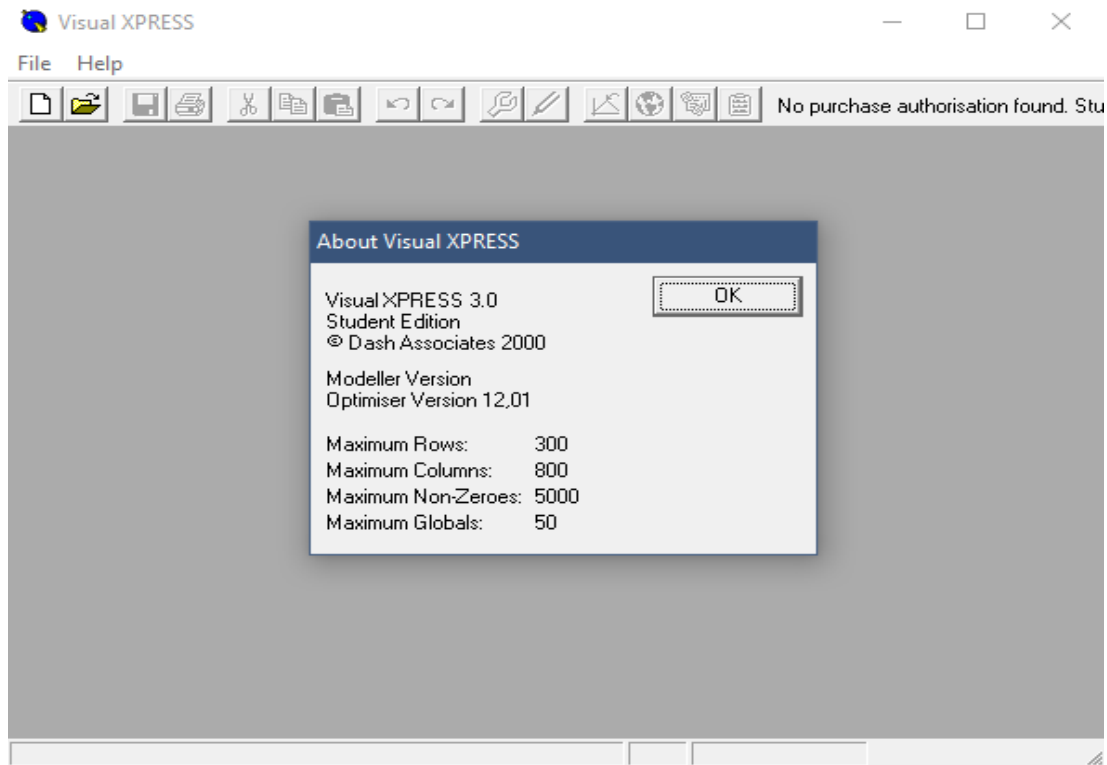 Visual XPRESS
File Help
No purchase authorisation found. Stu
About Visual XPRESS
Visual XPRESS 3.0
Student Edition
© Dash Associates 2000
OK
Modeller Version
Optimiser Version 12,01
Maximum Rows: 300
Maximum Columns: 800
Maximum Non-Zeroes: 5000
Maximum Globals: 50